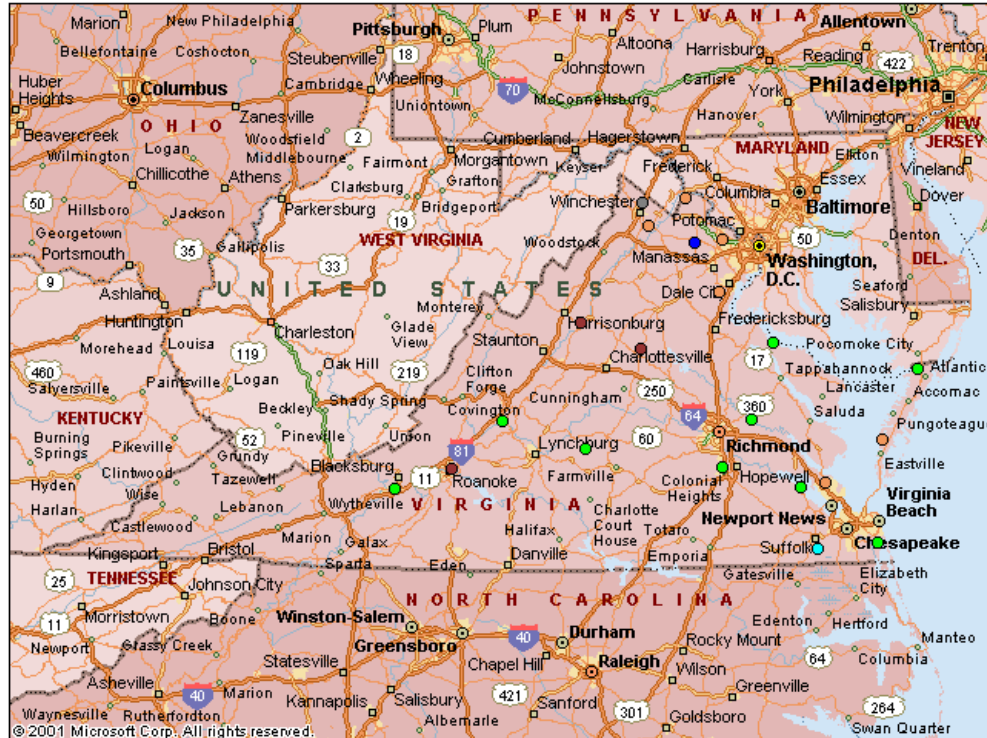 PENNSYLVANIA
Marion
New Philadelphia
Pittsburgh
Plum
Allentown
Bellefontaine
Coshocton
Steubenville
18
Altoona
Harrisburg
Reading
Trenton
422
Huber
Heights
Columbus
Cambridge
Wheeling
Johnstown
Carlisle
Philadelphia
70
Zanesville
Uniontown
McConnellsburg
York
Beavercreek
OHIO
Woodsfield
2
Hanover
Wilmington
NEW
JERSEY
Wilmington
Logan
Middlebourne
Fairmont
Morgantown
Cumberland
Hagerstown
MARYLAND
Elkton
Chillicothe
Athens
Clarksburg
Grafton
Keyser
Frederick
Columbia
Essex
Vineland
50
Hillsboro
Jackson
Parkersburg
Bridgeport
Winchester
Potomac
Baltimore
Dover
19
Georgetown
Gallipolis
WEST VIRGINIA
Woodstock
50
Denton
Portsmouth
35
33
Manassas
Washington,
D.C.
DEL.
9
UNITED STATES
Dale City
Seaford
Ashland
Monterey
Harrisonburg
Fredericksburg
Salisbury
Huntington
Charleston
Glade
View
Staunton
Pocomoke City
Morehead
Louisa
119
Oak Hill
219
Charlottesville
17
Tappahannock
Atlantic
460
Salyersville
Paintsville
Logan
Clifton
Forge
250
Lancaster
Accomac
Beckley
Shady Spring
Cunningham
360
KENTUCKY
Covington
64
Saluda
Pungoteague
Burning
Springs
Pikeville
52
Pineville
Union
81
Lynchburg
60
Richmond
Grundy
Blacksburg
11
Roanoke
Farmville
Colonial
Heights
Hopewell
Eastville
Hyden
Clintwood
Wise
Tazewell
Wytheville
VIRGINIA
Virginia
Beach
Harlan
Lebanon
Charlotte
Court
House
Newport News
Castlewood
Marion
Galax
Halifax
Totaro
Suffolk
Chesapeake
Kingsport
Bristol
Sparta
Eden
Danville
Emporia
Gatesville
Elizabeth
City
25
TENNESSEE
Johnson City
NORTH CAROLINA
11
Morristown
Boone
Winston-Salem
Edenton
Hertford
Newport
Grassy Creek
Greensboro
40
Durham
Rocky Mount
Manteo
Statesville
Chapel Hill
Raleigh
Wilson
64
Columbia
Asheville
40
Marion
Kannapolis
Salisbury
421
Sanford
Greenville
Waynesville
Rutherfordton
Albemarle
301
Goldsboro
264
Swan Quarter
© 2001 Microsoft Corp. All rights reserved.